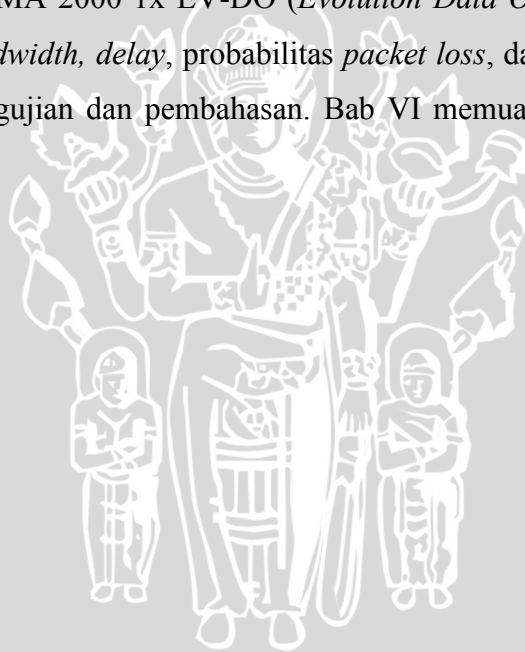 MA 2000 1x EV-DO (Evolution Data O
dwidth, delay, probabilitas packet loss, da
gujian dan pembahasan. Bab VI memua